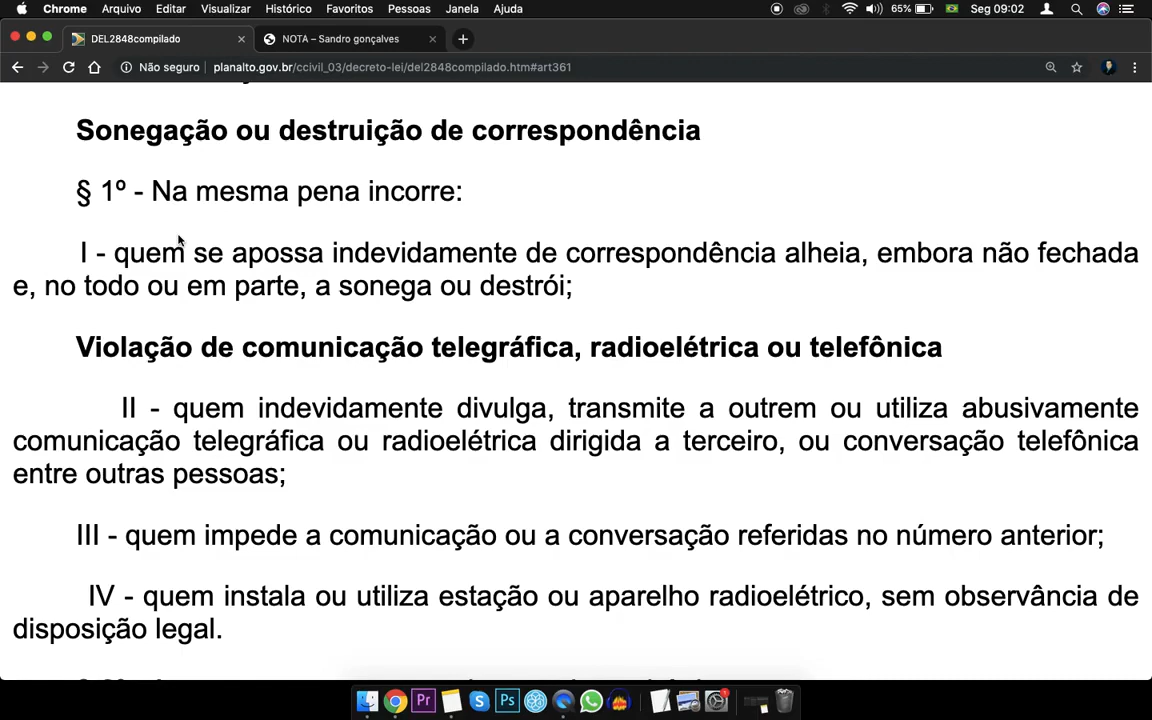 Chrome Arquivo Editar Visualizar Histórico Favoritos Pessoas Janela Ajuda 65% Seg 09:02
DEL2848compilado NOTA – Sandro gonçalves
Não seguro planalto.gov.br/ccivil_03/decreto-lei/del2848compilado.htm#art361
Sonegação ou destruição de correspondência
§ 1º - Na mesma pena incorre:
I - quem se apossa indevidamente de correspondência alheia, embora não fechada
e, no todo ou em parte, a sonega ou destrói;
Violação de comunicação telegráfica, radioelétrica ou telefônica
II - quem indevidamente divulga, transmite a outrem ou utiliza abusivamente
comunicação telegráfica ou radioelétrica dirigida a terceiro, ou conversação telefônica
entre outras pessoas;
III - quem impede a comunicação ou a conversação referidas no número anterior;
IV - quem instala ou utiliza estação ou aparelho radioelétrico, sem observância de
disposição legal.
Pr Ps